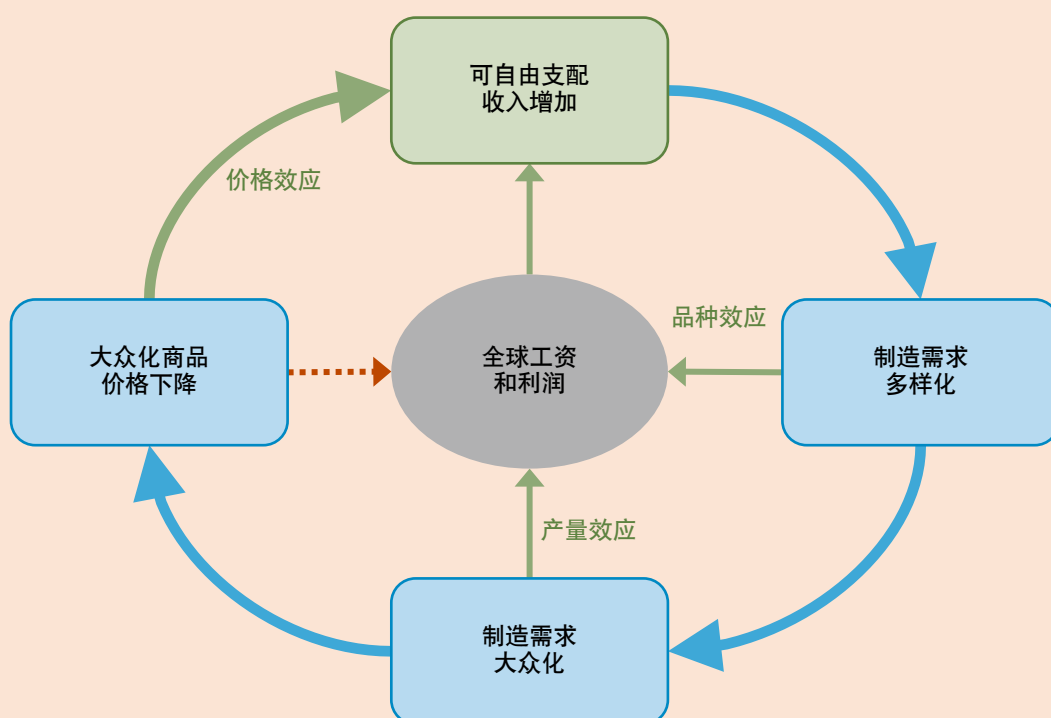 可自由支配
收入增加
价格效应
品种效应
大众化商品
价格下降
全球工资
和利润
制造需求
多样化
产量效应
制造需求
大众化